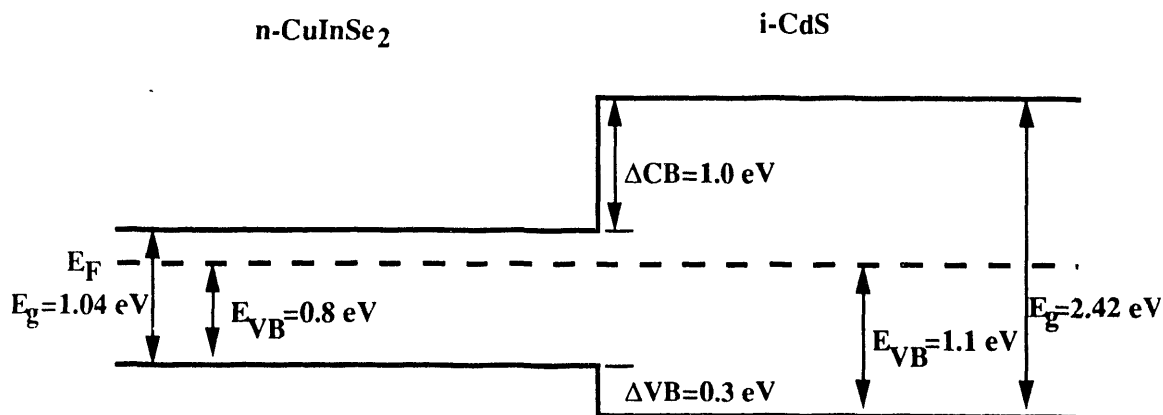 n-CuInSe2
i-CdS
ΔCB=1.0 eV
EF
Eg=1.04 eV
EVB=0.8 eV
Eg=2.42 eV
EVB=1.1 eV
ΔVB=0.3 eV